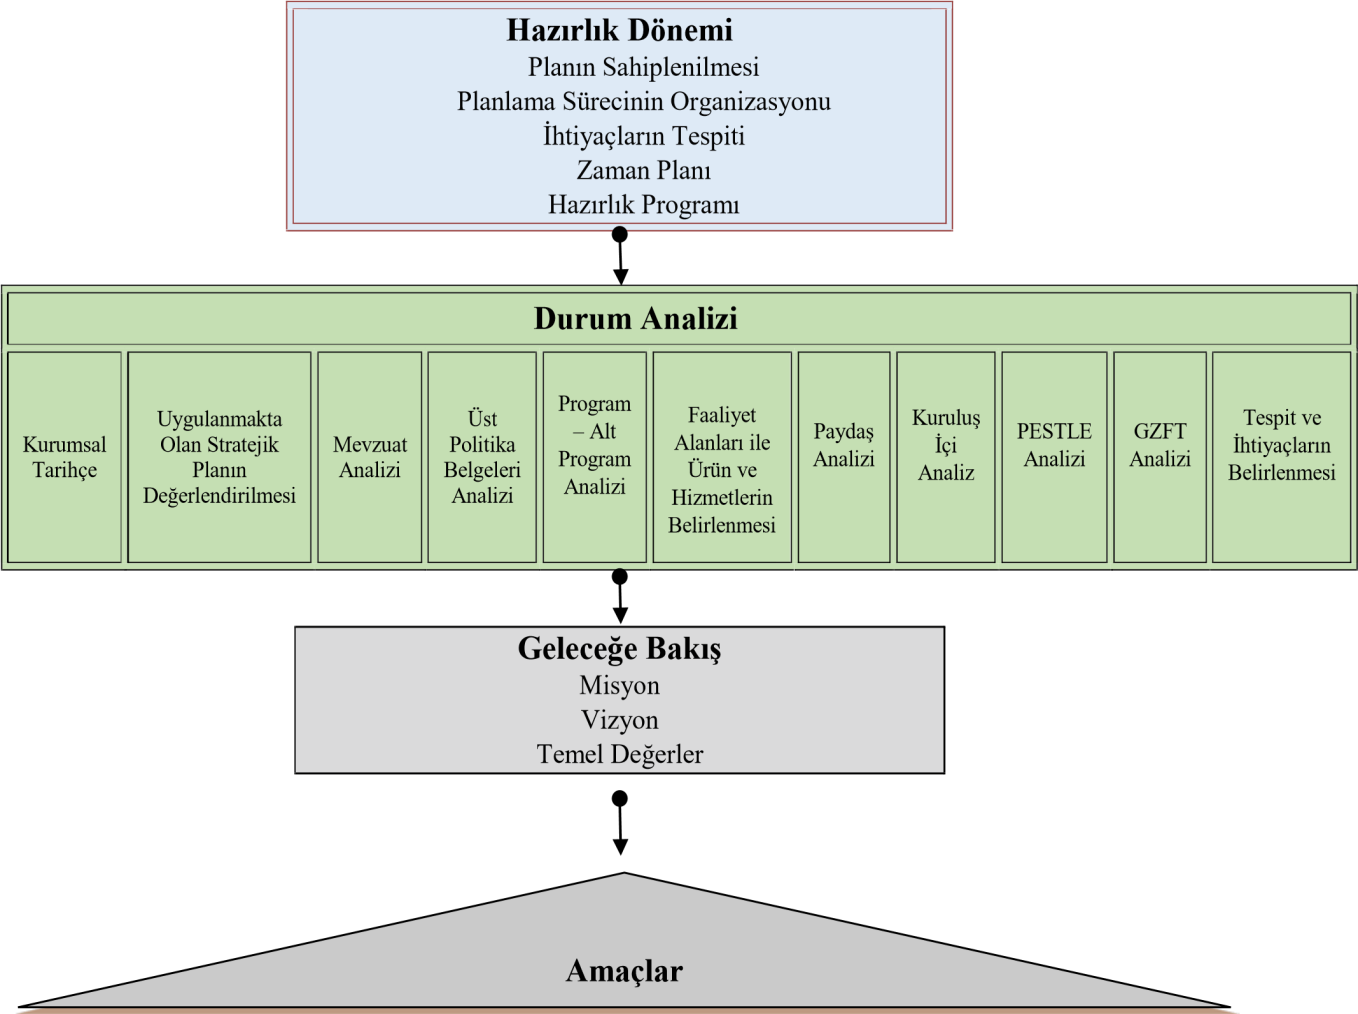 Hazırlık Dönemi
Planın Sahiplenilmesi
Planlama Sürecinin Organizasyonu
İhtiyaçların Tespiti
Zaman Planı
Hazırlık Programı
Durum Analizi
Kurumsal
Tarihçe
Uygulanmakta
Olan Stratejik
Planın
Değerlendirilmesi
Mevzuat
Analizi
Üst
Politika
Belgeleri
Analizi
Program
– Alt
Program
Analizi
Faaliyet
Alanları ile
Ürün ve
Hizmetlerin
Belirlenmesi
Paydaş
Analizi
Kuruluş
İçi
Analiz
PESTLE
Analizi
GZFT
Analizi
Tespit ve
İhtiyaçların
Belirlenmesi
Geleceğe Bakış
Misyon
Vizyon
Temel Değerler
Amaçlar